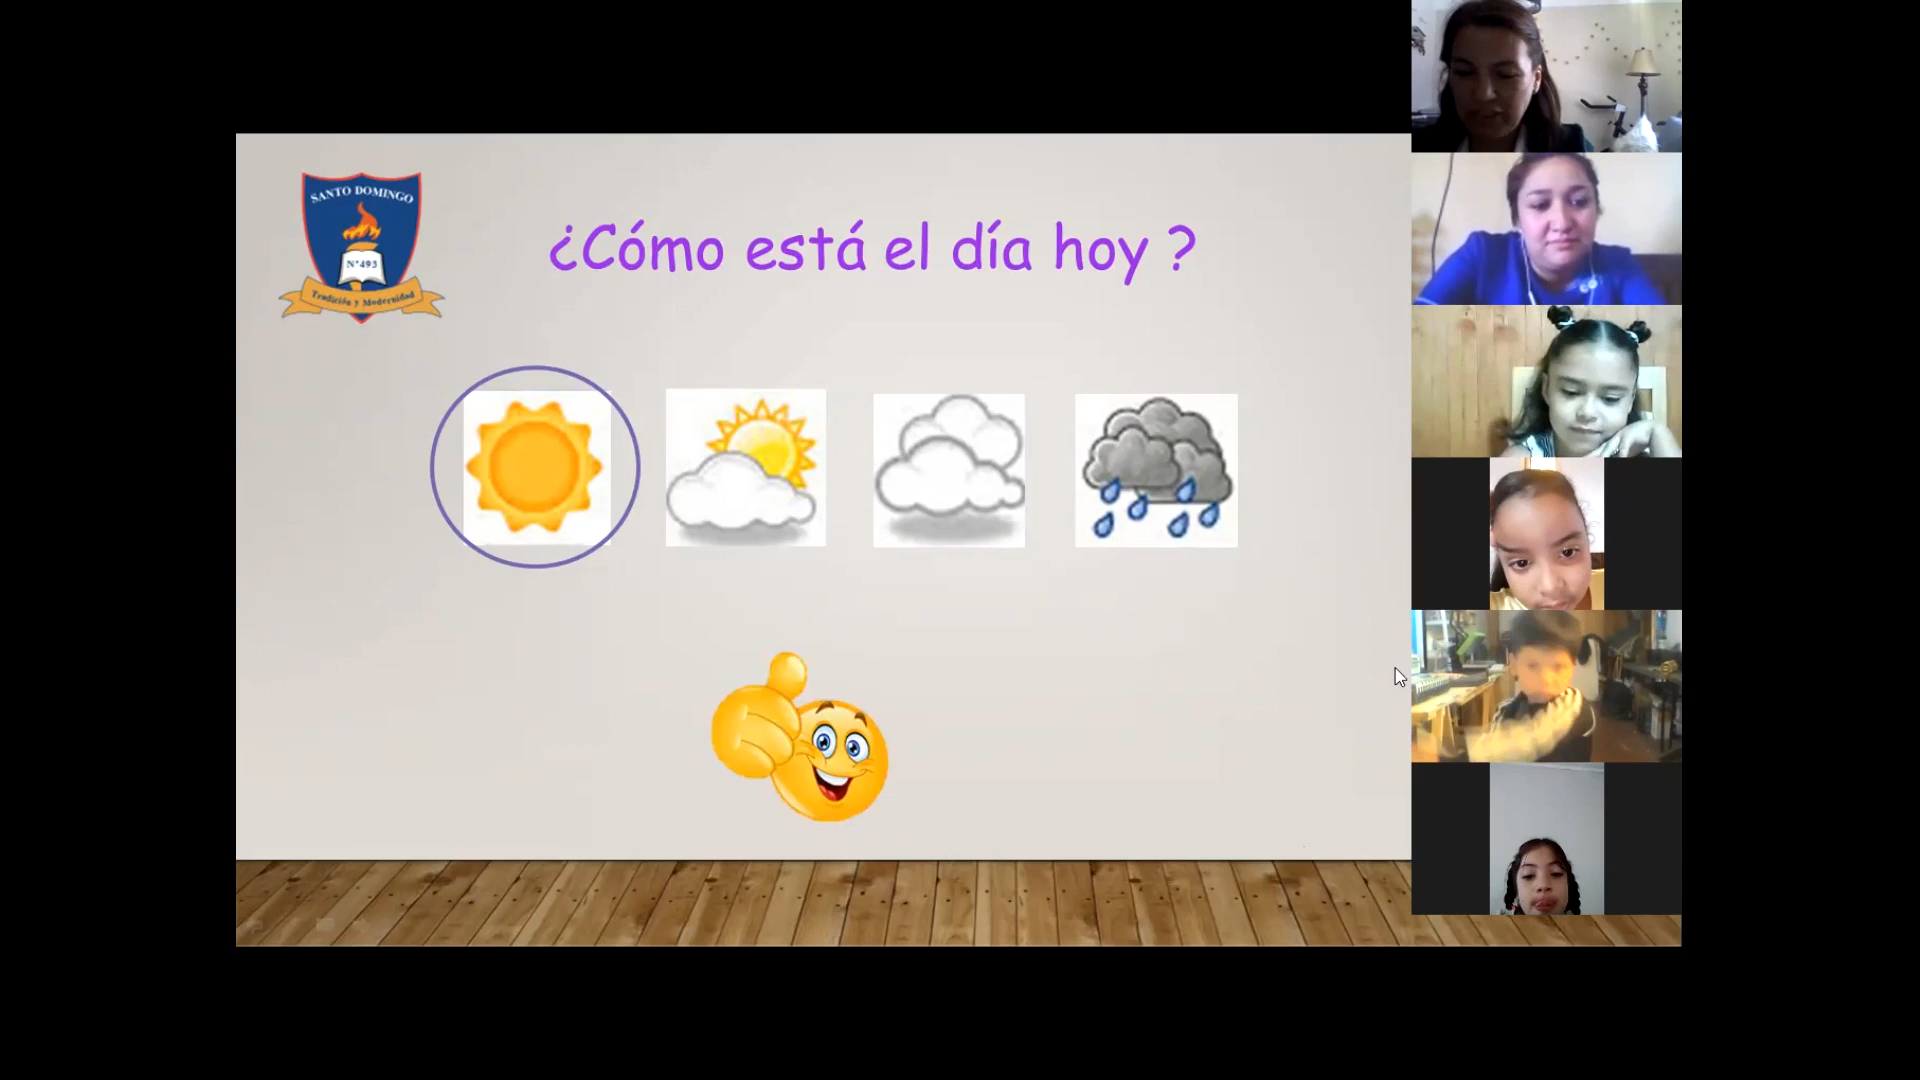 SANTO DOMINGO
N°493
Tradición y Modernidad
¿Cómo está el día hoy ?